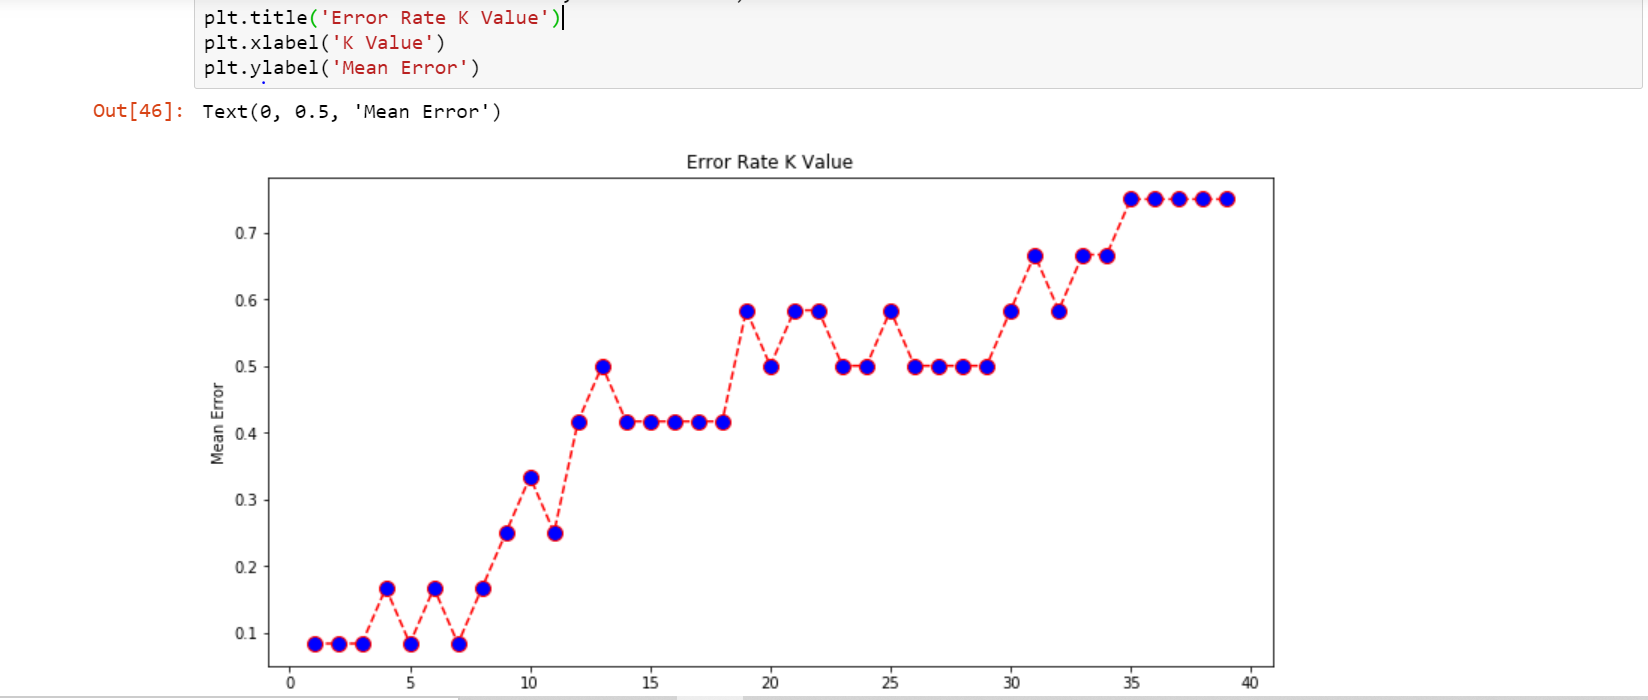 plt.title('Error Rate K Value')
plt.xlabel('K Value')
plt.ylabel('Mean Error')
Out[46]: Text(0, 0.5, 'Mean Error')
Error Rate K Value
0.7
0.6
0.5
0.4
0.3
0.2
0.1
Mean Error
0 5 10 15 20 25 30 35 40